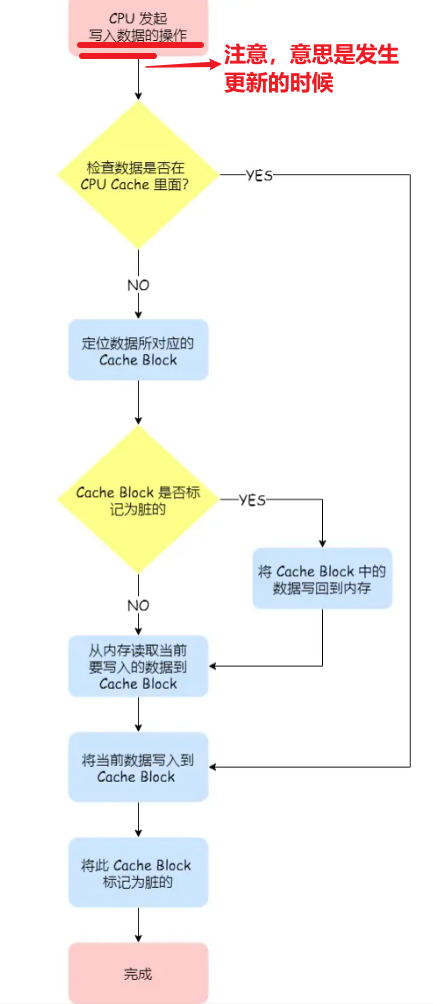 CPU 发起
写入数据的操作
注意，意思是发生
更新的时候
检查数据是否在
CPU Cache 里面?
YES
NO
定位数据所对应的
Cache Block
Cache Block 是否标
记为脏的
YES
将 Cache Block 中的
数据写回到内存
NO
从内存读取当前
要写入的数据到
Cache Block
将当前数据写入到
Cache Block
将此 Cache Block
标记为脏的
完成